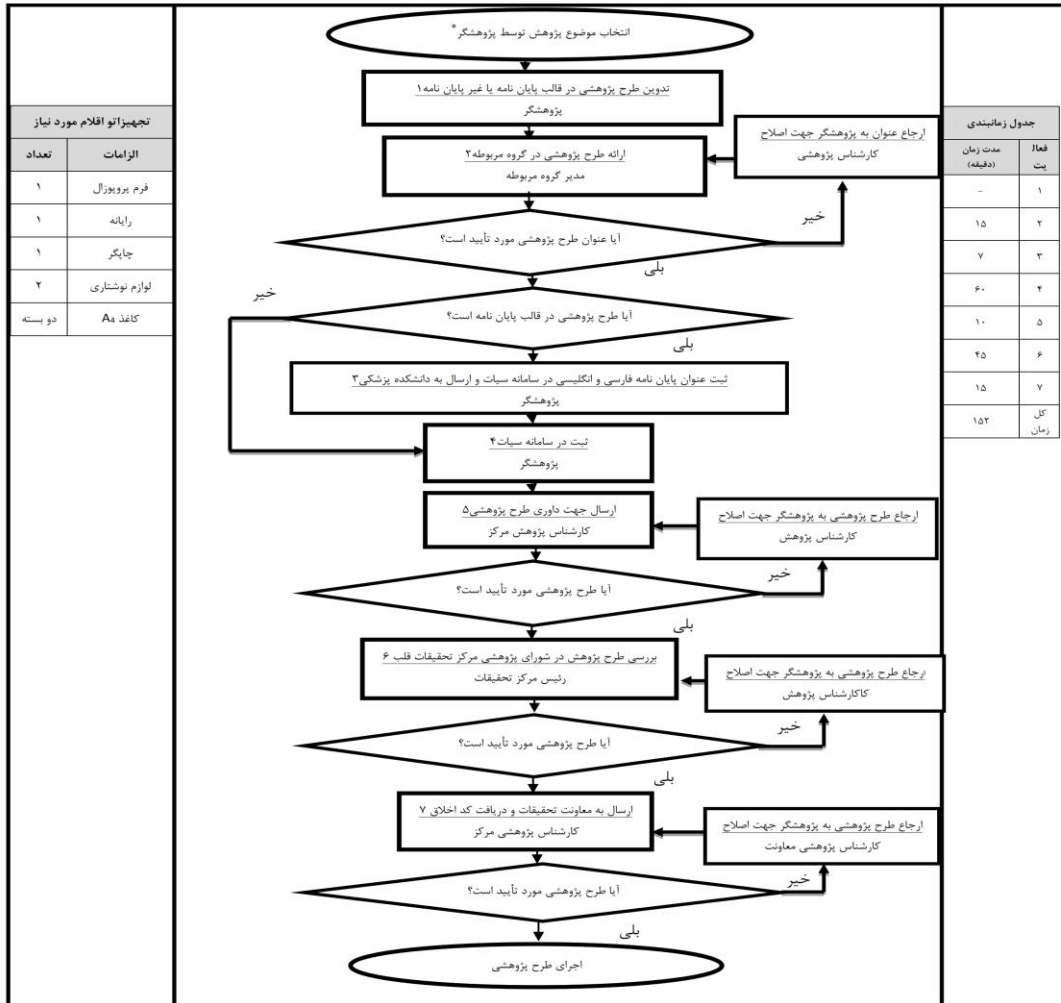 انتخاب موضوع پژوهش توسط پژوهشگر*
تدوین طرح پژوهشی در قالب پایان نامه یا غیر پایان نامه۱
پژوهشگر
ارائه طرح پژوهشی در گروه مربوطه۲
مدیر گروه مربوطه
ارجاع عنوان به پژوهشگر جهت اصلاح
کارشناس پژوهشی
آیا عنوان طرح پژوهشی مورد تأیید است؟
خیر
بلی
آیا طرح پژوهشی در قالب پایان نامه است؟
خیر
بلی
ثبت عنوان پایان نامه فارسی و انگلیسی در سامانه سیات و ارسال به دانشکده پزشکی۳
پژوهشگر
ثبت در سامانه سیات۴
پژوهشگر
ارسال جهت داوری طرح پژوهشی۵
کارشناس پژوهش مرکز
ارجاع طرح پژوهشی به پژوهشگر جهت اصلاح
کارشناس پژوهش
آیا طرح پژوهشی مورد تأیید است؟
خیر
بلی
بررسی طرح پژوهش در شورای پژوهشی مرکز تحقیقات قلب ۶
رئیس مرکز تحقیقات
ارجاع طرح پژوهشی به پژوهشگر جهت اصلاح
کاکارشناس پژوهش
آیا طرح پژوهشی مورد تأیید است؟
خیر
بلی
ارسال به معاونت تحقیقات و دریافت کد اخلاق ۷
کارشناس پژوهشی مرکز
ارجاع طرح پژوهشی به پژوهشگر جهت اصلاح
کارشناس پژوهشی معاونت
آیا طرح پژوهشی مورد تأیید است؟
خیر
بلی
اجرای طرح پژوهشی
جدول زمانبندی
فعالیت مدت زمان (دقیقه)
۱ -
۲ ۱۵
۳ ۷
۴ ۶۰
۵ ۱۰
۶ ۴۵
۷ ۱۵
کل زمان ۱۵۲
تجهیزاتو اقلام مورد نیاز
الزامات تعداد
فرم پروپوزال ۱
رایانه ۱
چاپگر ۱
لوازم نوشتاری ۲
کاغذ A۴ دو بسته